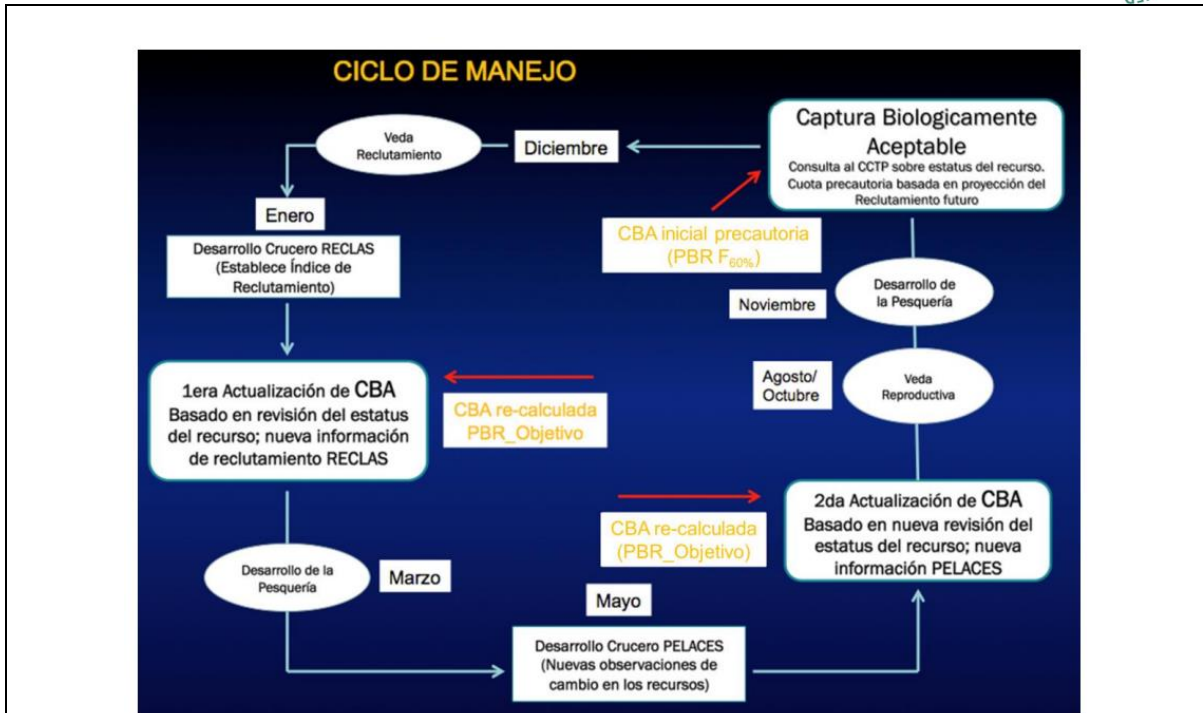 CICLO DE MANEJO
Captura Biologicamente
Aceptable
Consulta al CCTP sobre estatus del recurso.
Cuota precautoria basada en proyección del
Reclutamiento futuro
Diciembre
Veda
Reclutamiento
Enero
Desarrollo Crucero RECLAS
(Establece Índice de
Reclutamiento)
CBA inicial precautoria
(PBR F60%)
Desarrollo de
la Pesquería
Noviembre
1era Actualización de CBA
Basado en revisión del estatus
del recurso; nueva información
de reclutamiento RECLAS
CBA re-calculada
PBR_Objetivo
Agosto/
Octubre
Veda
Reproductiva
CBA re-calculada
(PBR_Objetivo)
2da Actualización de CBA
Basado en nueva revisión del
estatus del recurso; nueva
información PELACES
Desarrollo de la
Pesquería
Marzo
Mayo
Desarrollo Crucero PELACES
(Nuevas observaciones de
cambio en los recursos)